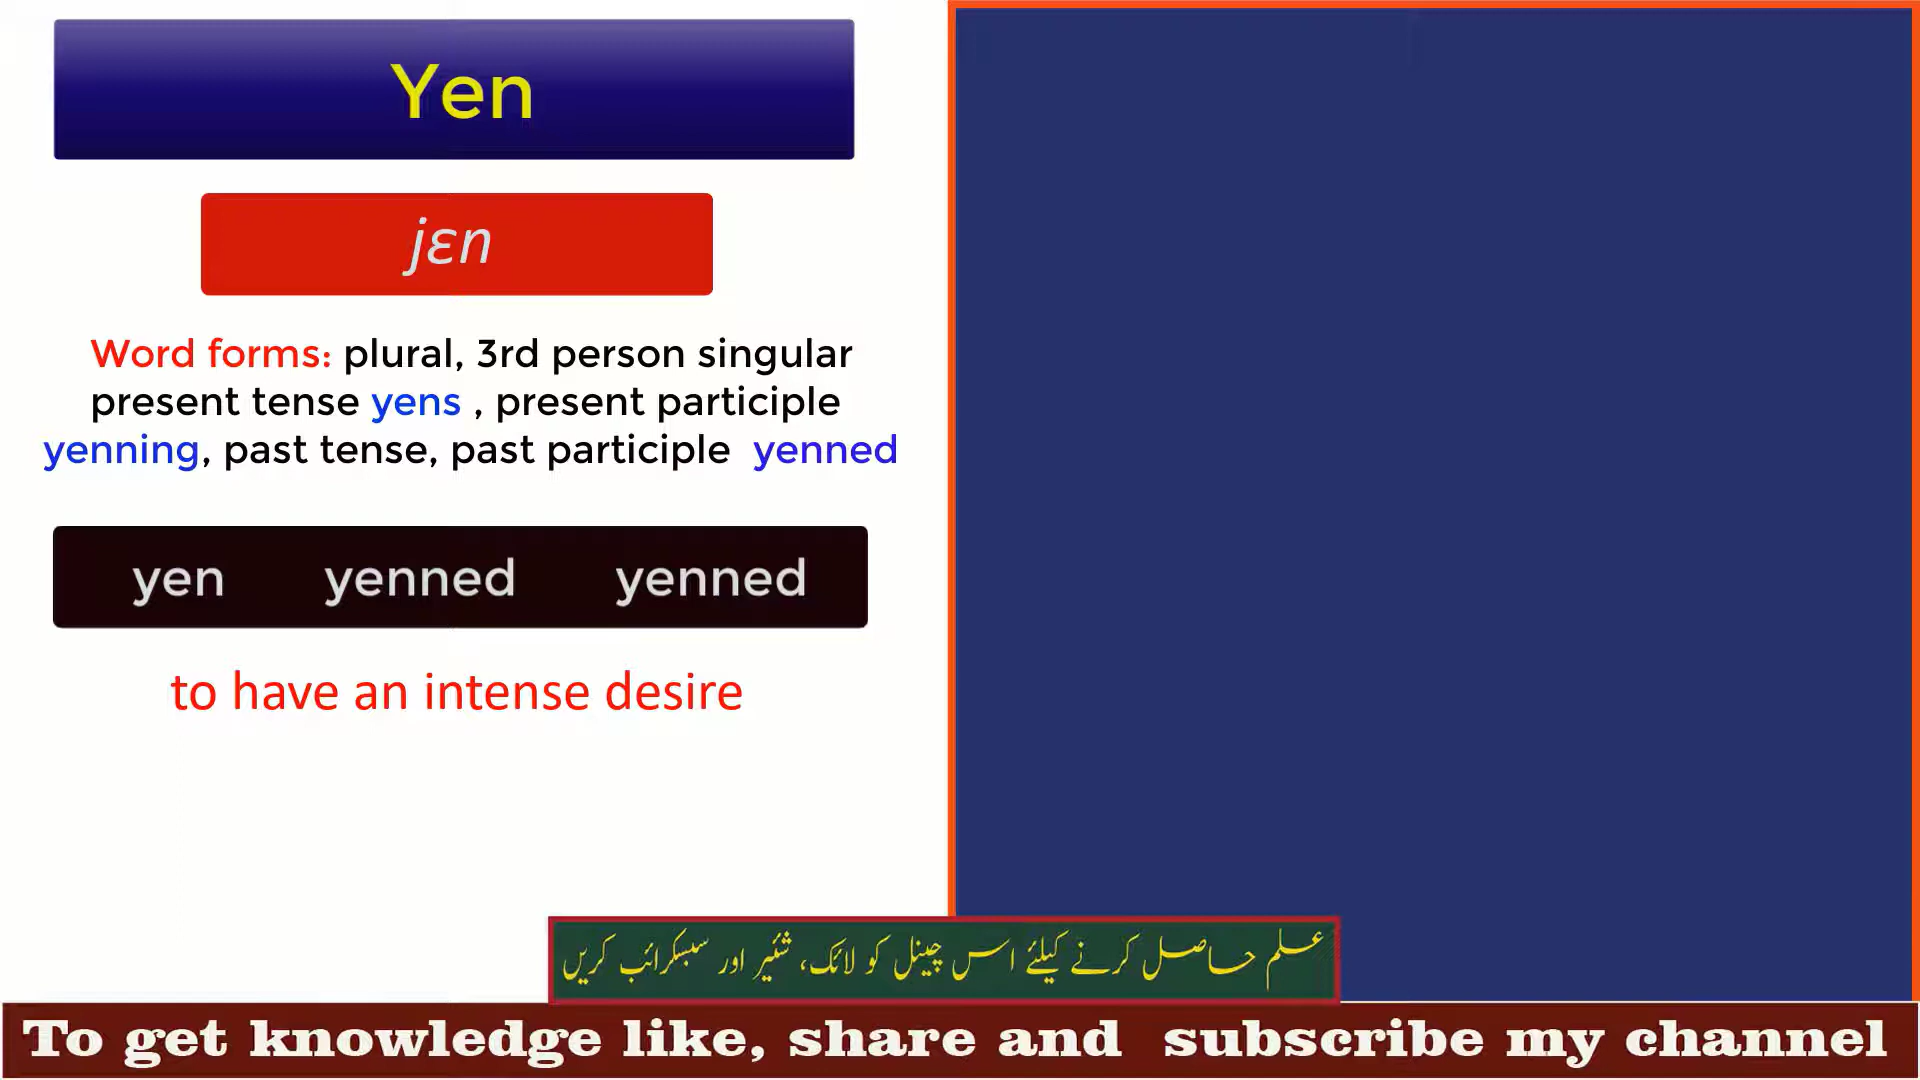 Yen
jɛn
Word forms: plural, 3rd person singular
present tense yens , present participle
yenning, past tense, past participle yenned
yen yenned yenned
to have an intense desire
علم حاصل کرنے کیلئے اس چینل کو لائک، شئیر اور سبسکرائب کریں
To get knowledge like, share and subscribe my channel